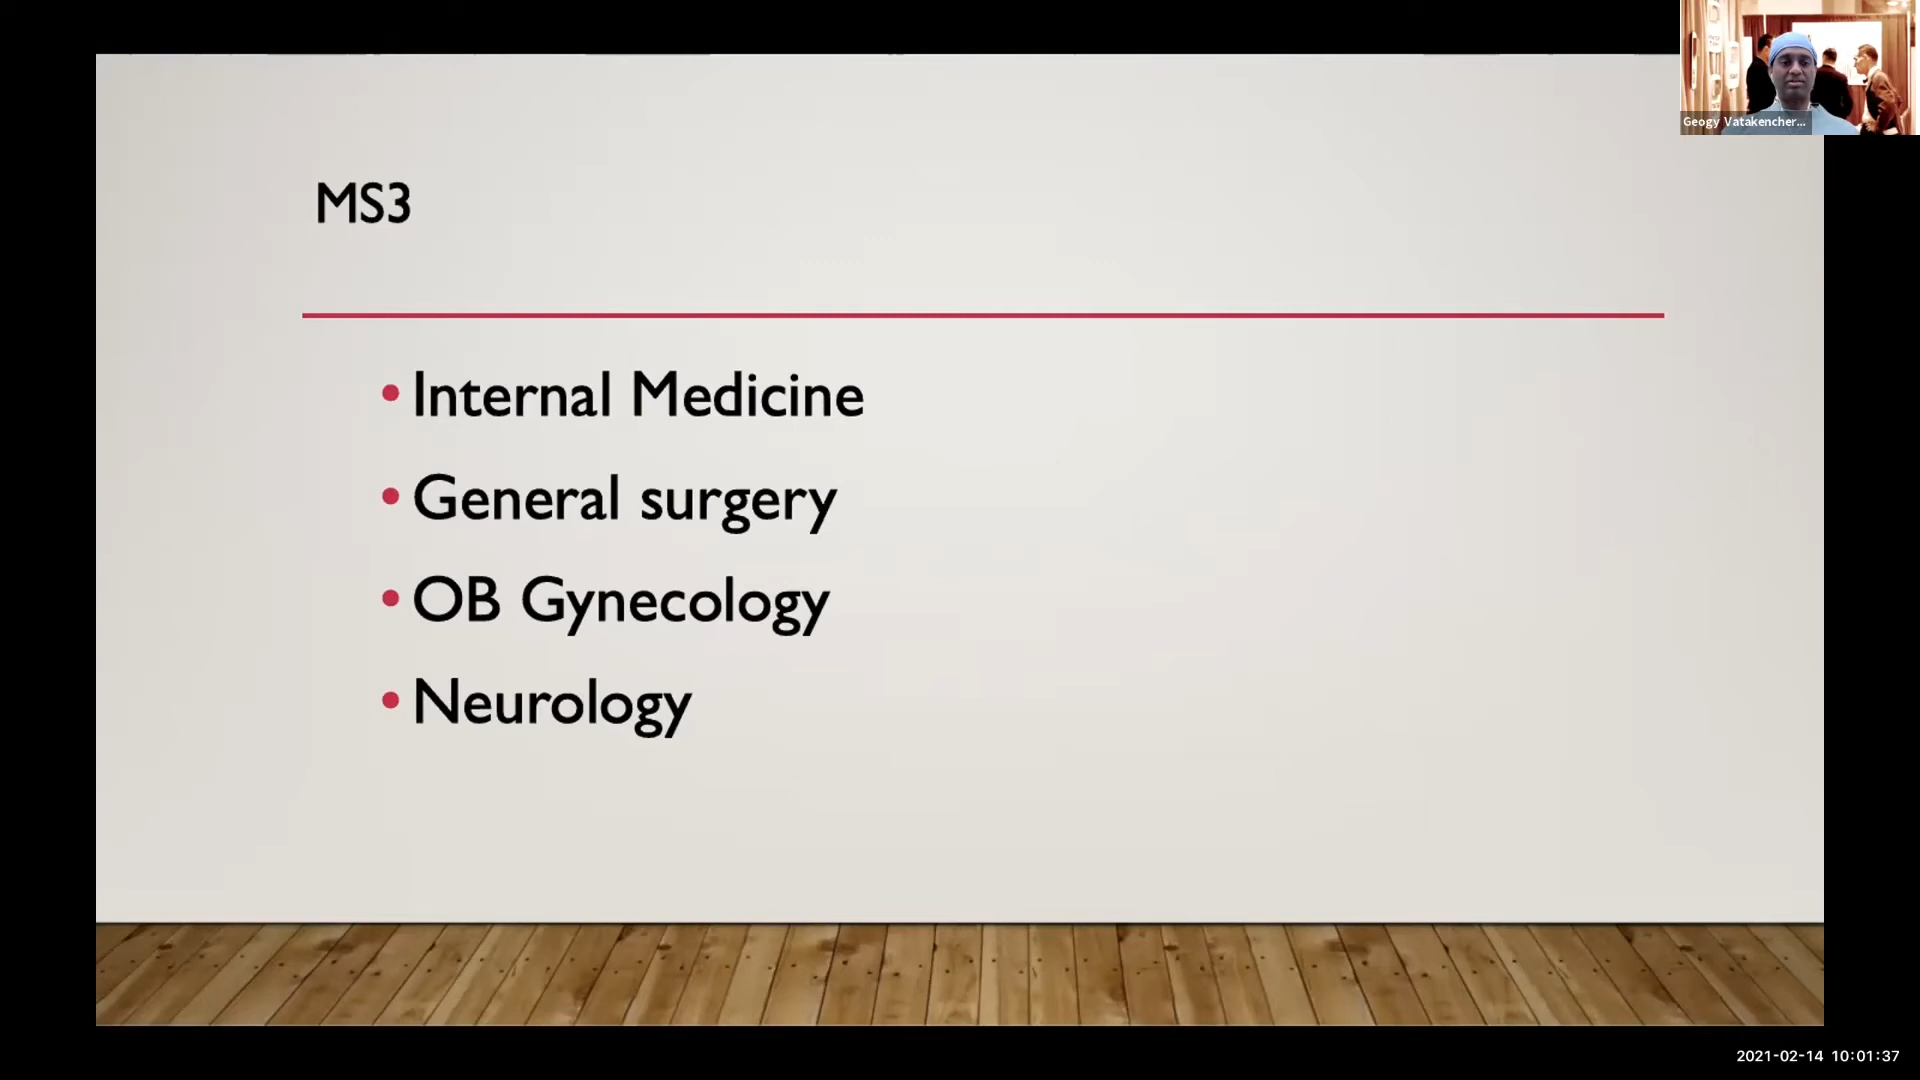 Geogy Vatakencher...
MS3
• Internal Medicine
• General surgery
• OB Gynecology
• Neurology
2021-02-14 10:01:37